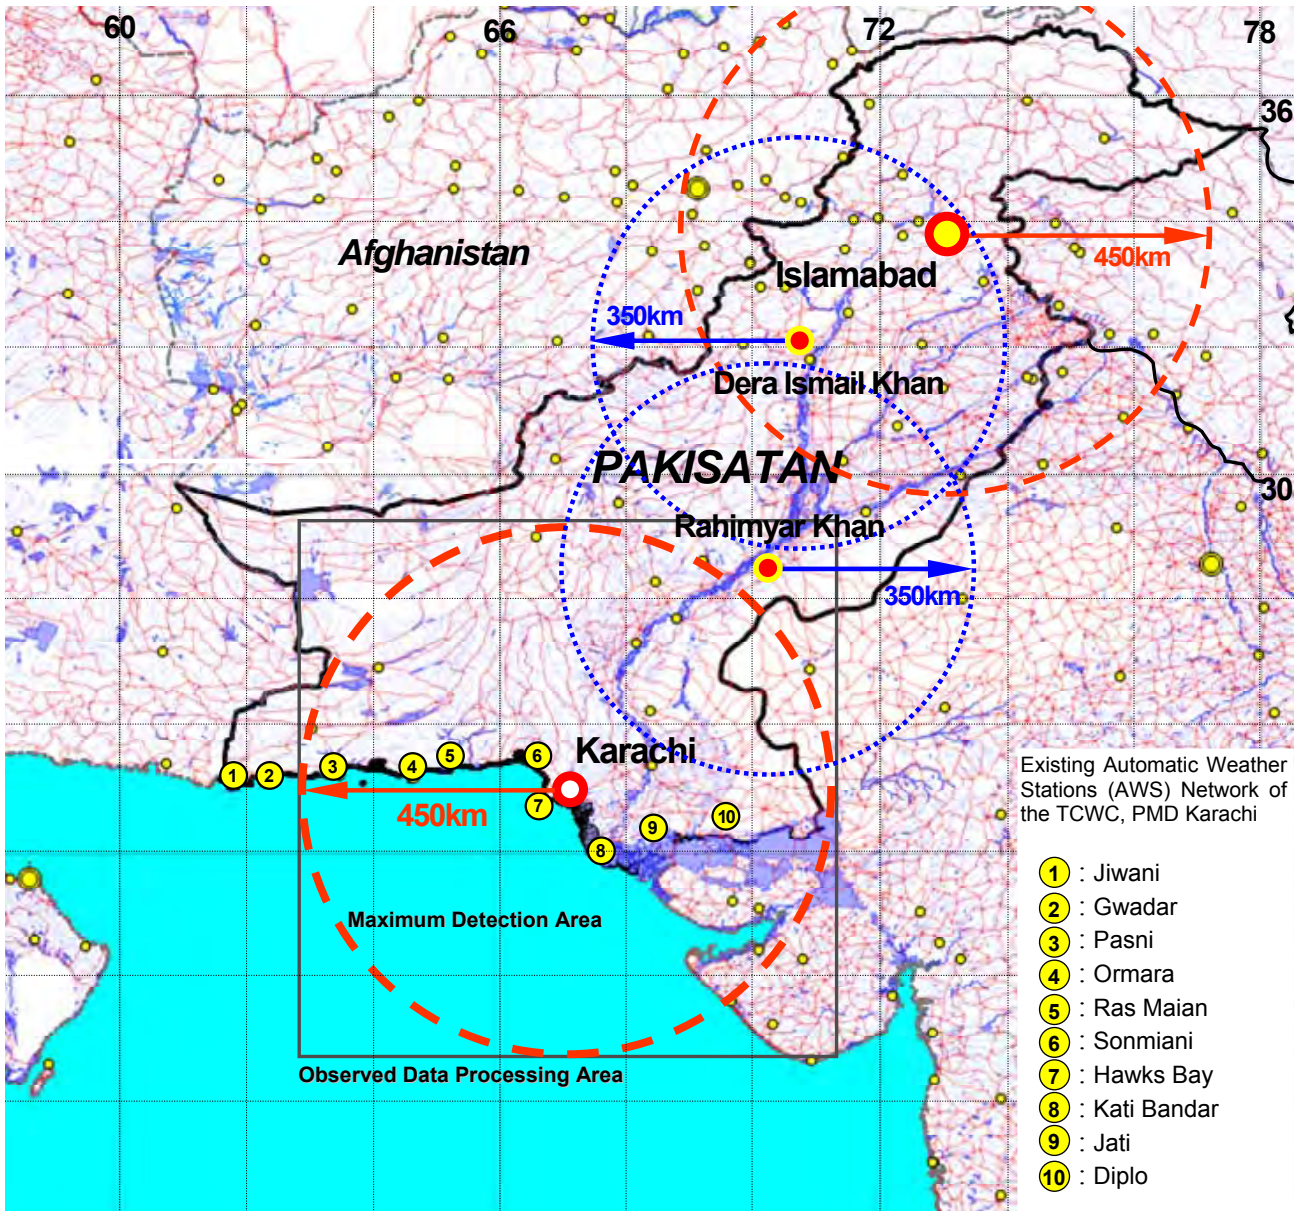 60
66
72
78
36
Afghanistan
450km
Islamabad
350km
Dera Ismail Khan
PAKISATAN
30
Rahimyar Khan
350km
Karachi
1
2
3
4
5
6
7
8
9
10
450km
Maximum Detection Area
Observed Data Processing Area
Existing Automatic Weather
Stations (AWS) Network of
the TCWC, PMD Karachi
1 : Jiwani
2 : Gwadar
3 : Pasni
4 : Ormara
5 : Ras Maian
6 : Sonmiani
7 : Hawks Bay
8 : Kati Bandar
9 : Jati
10 : Diplo